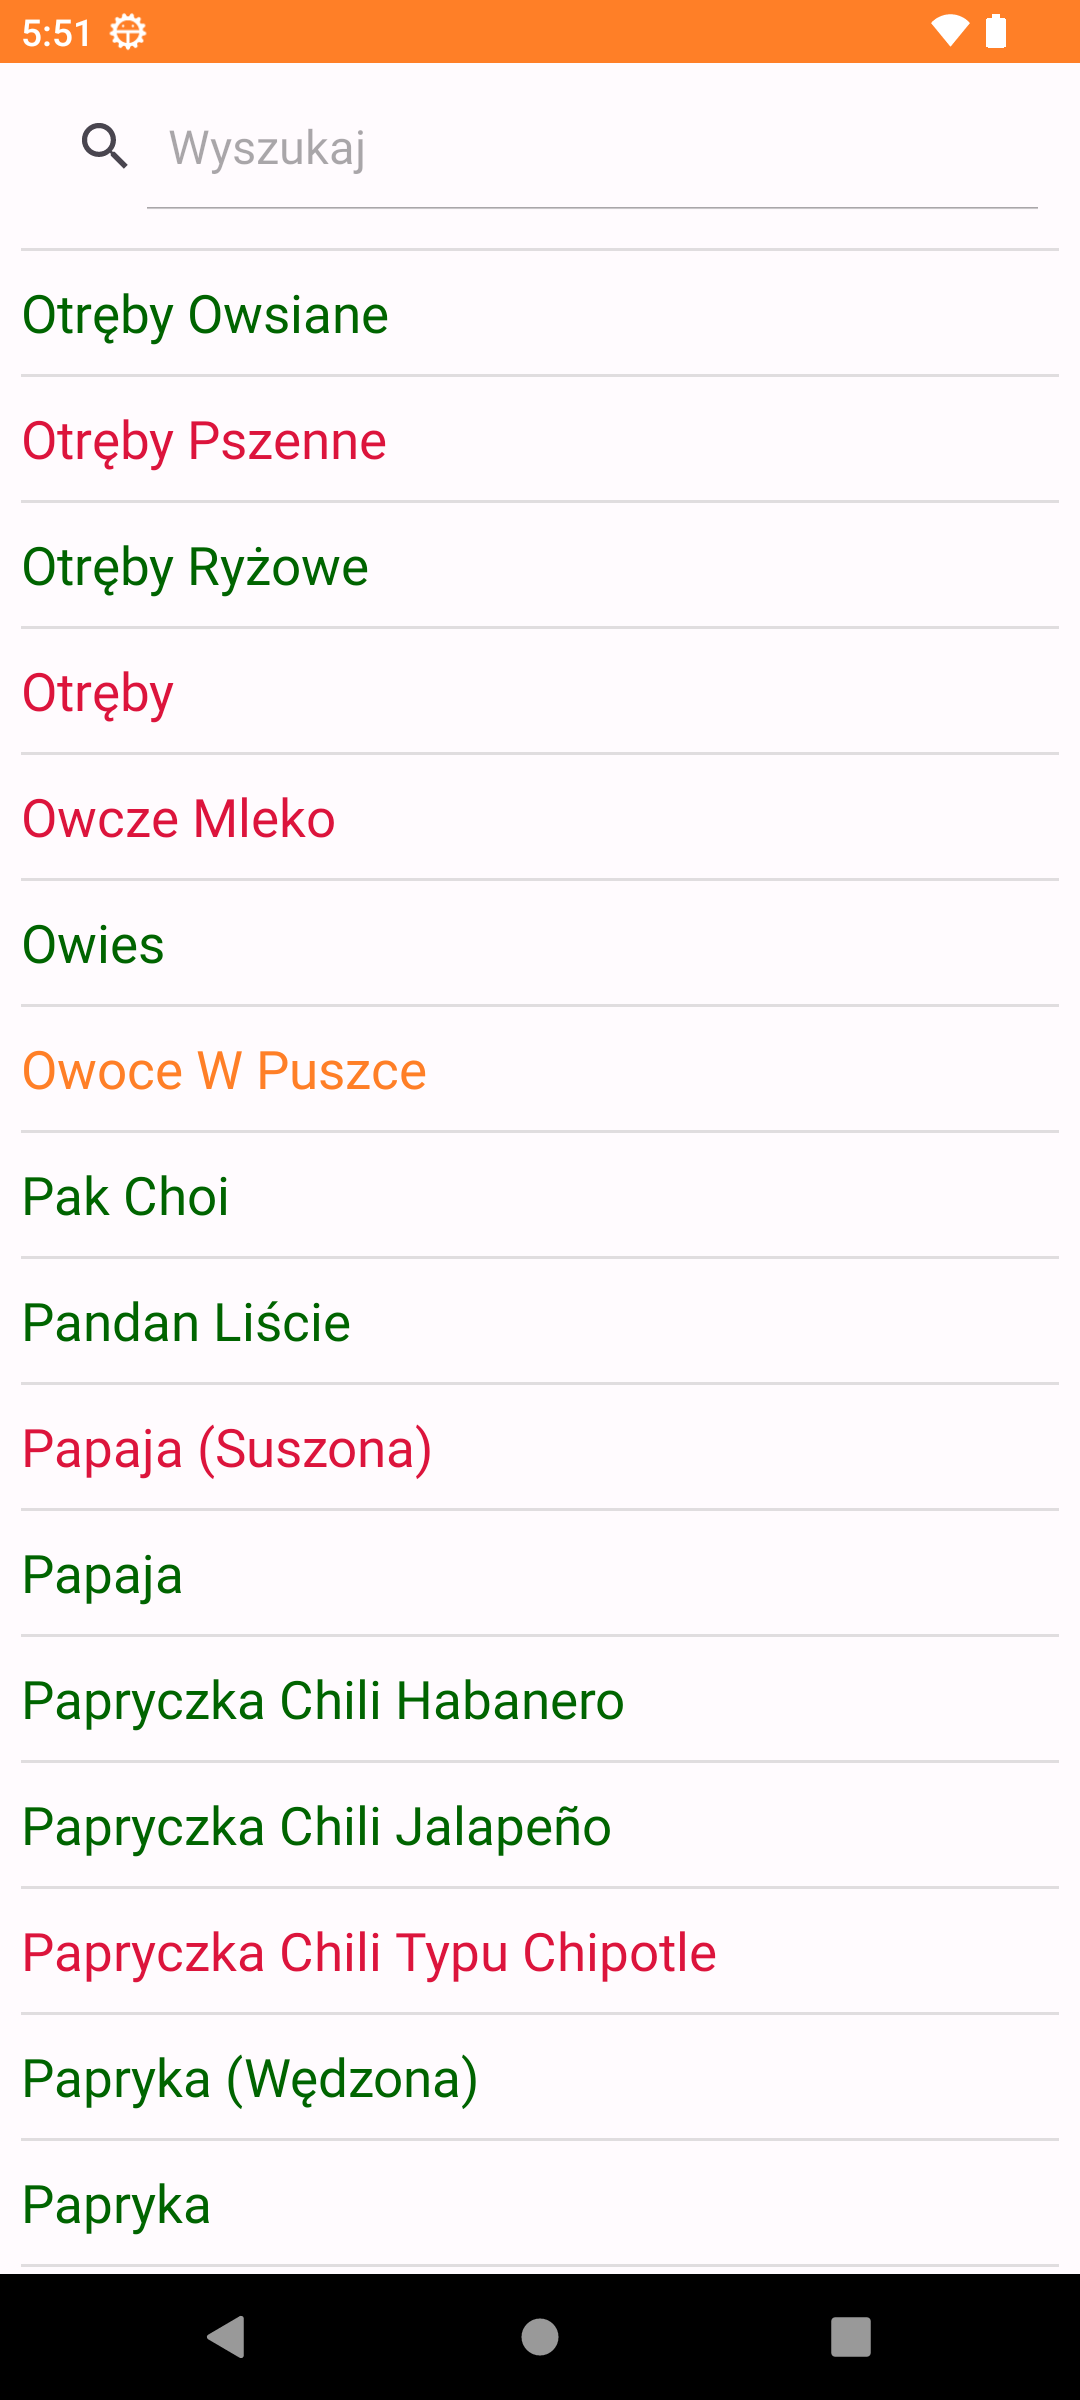 5:51
Wyszukaj
Otręby Owsiane
Otręby Pszenne
Otręby Ryżowe
Otręby
Owcze Mleko
Owies
Owoce W Puszce
Pak Choi
Pandan Liście
Papaja (Suszona)
Papaja
Papryczka Chili Habanero
Papryczka Chili Jalapeño
Papryczka Chili Typu Chipotle
Papryka (Wędzona)
Papryka